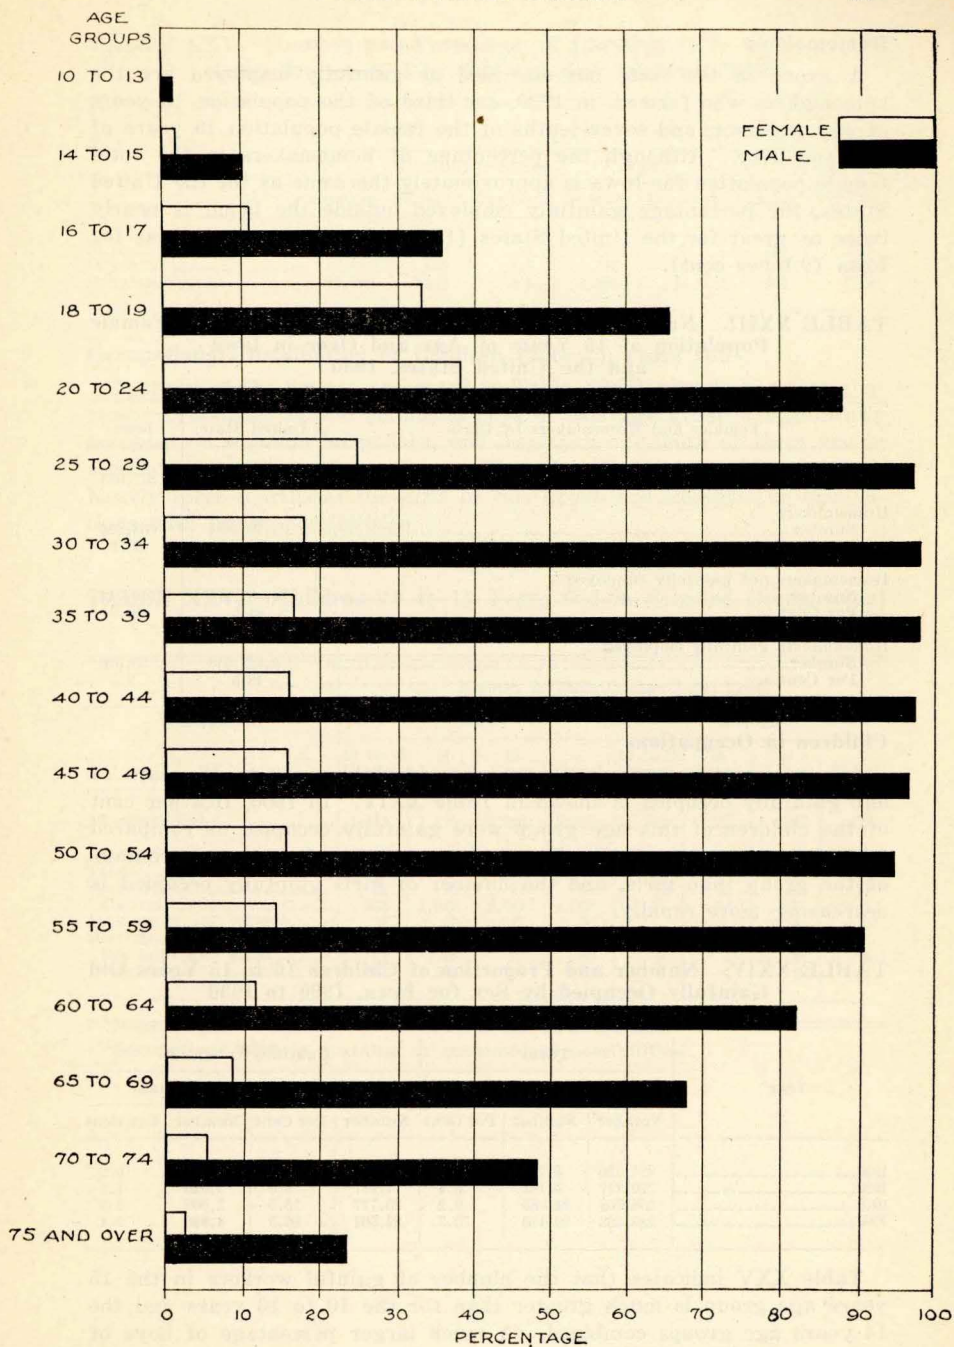 AGE
GROUPS
10 TO 13
14 TO 15
16 TO 17
18 TO 19
20 TO 24
25 TO 29
30 TO 34
35 TO 39
40 TO 44
45 TO 49
50 TO 54
55 TO 59
60 TO 64
65 TO 69
70 TO 74
75 AND OVER
FEMALE
MALE
0 10 20 30 40 50 60 70 80 90 100
PERCENTAGE